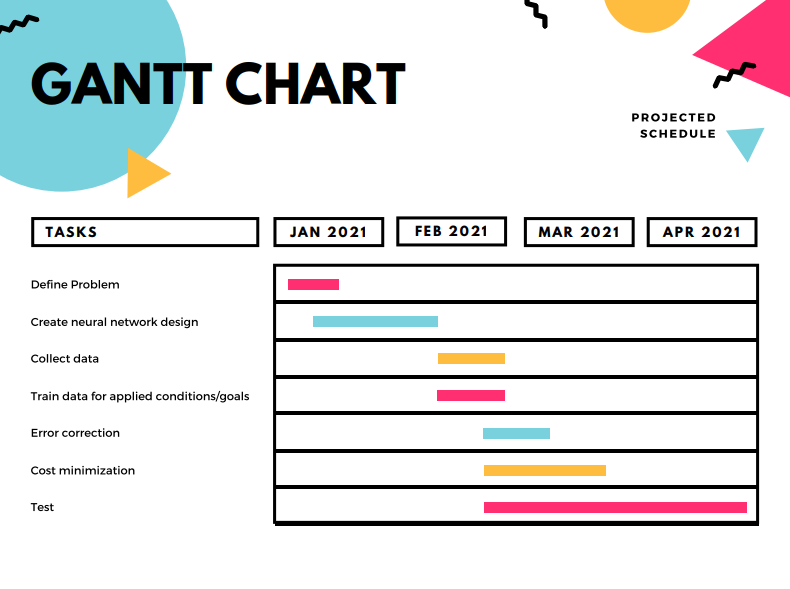 GANTT CHART
PROJECTED
SCHEDULE
TASKS
JAN 2021
FEB 2021
MAR 2021
APR 2021
Define Problem
Create neural network design
Collect data
Train data for applied conditions/goals
Error correction
Cost minimization
Test